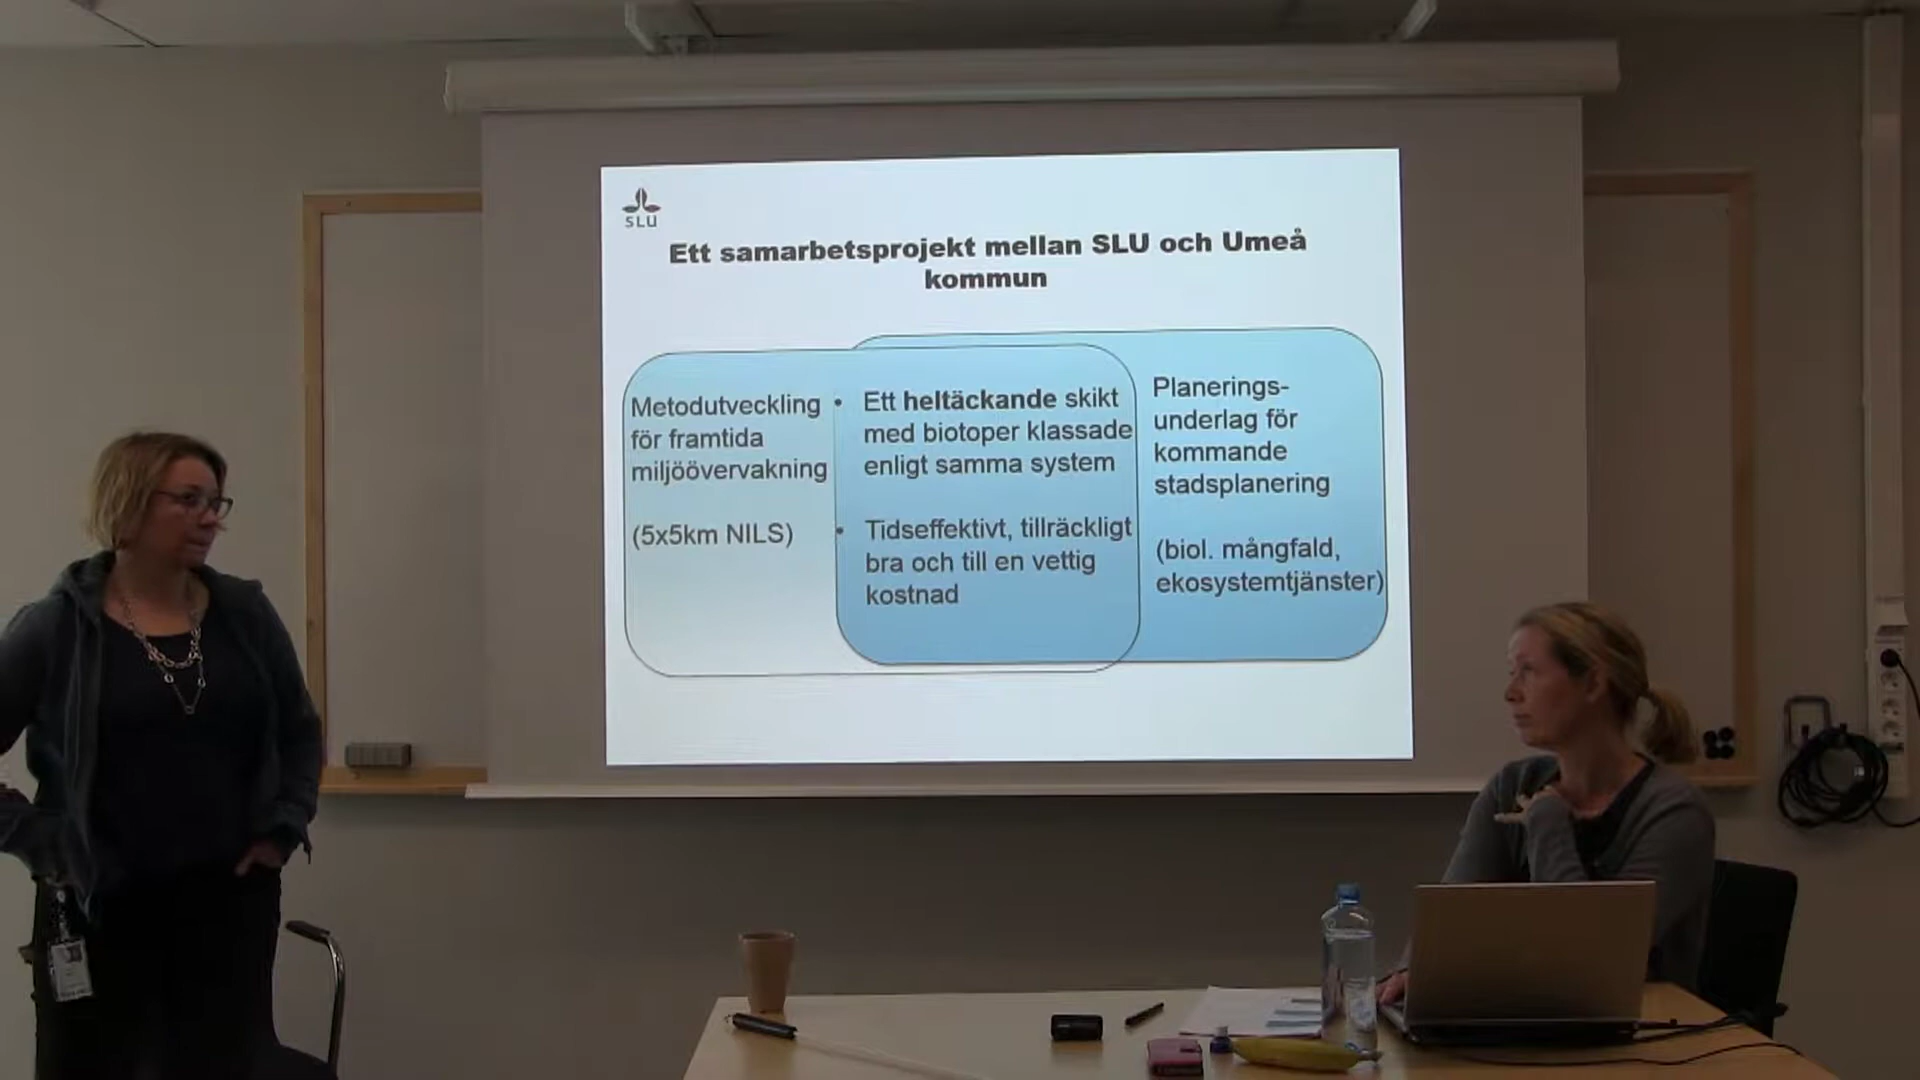 SLU
Ett samarbetsprojekt mellan SLU och Umeå
kommun
Metodutveckling
för framtida
miljöövervakning
(5x5km NILS)
• Ett heltäckande skikt
med biotoper klassade
enligt samma system
• Tidseffektivt, tillräckligt
bra och till en vettig
kostnad
Planerings-
underlag för
kommande
stadsplanering
(biol. mångfald,
ekosystemtjänster)